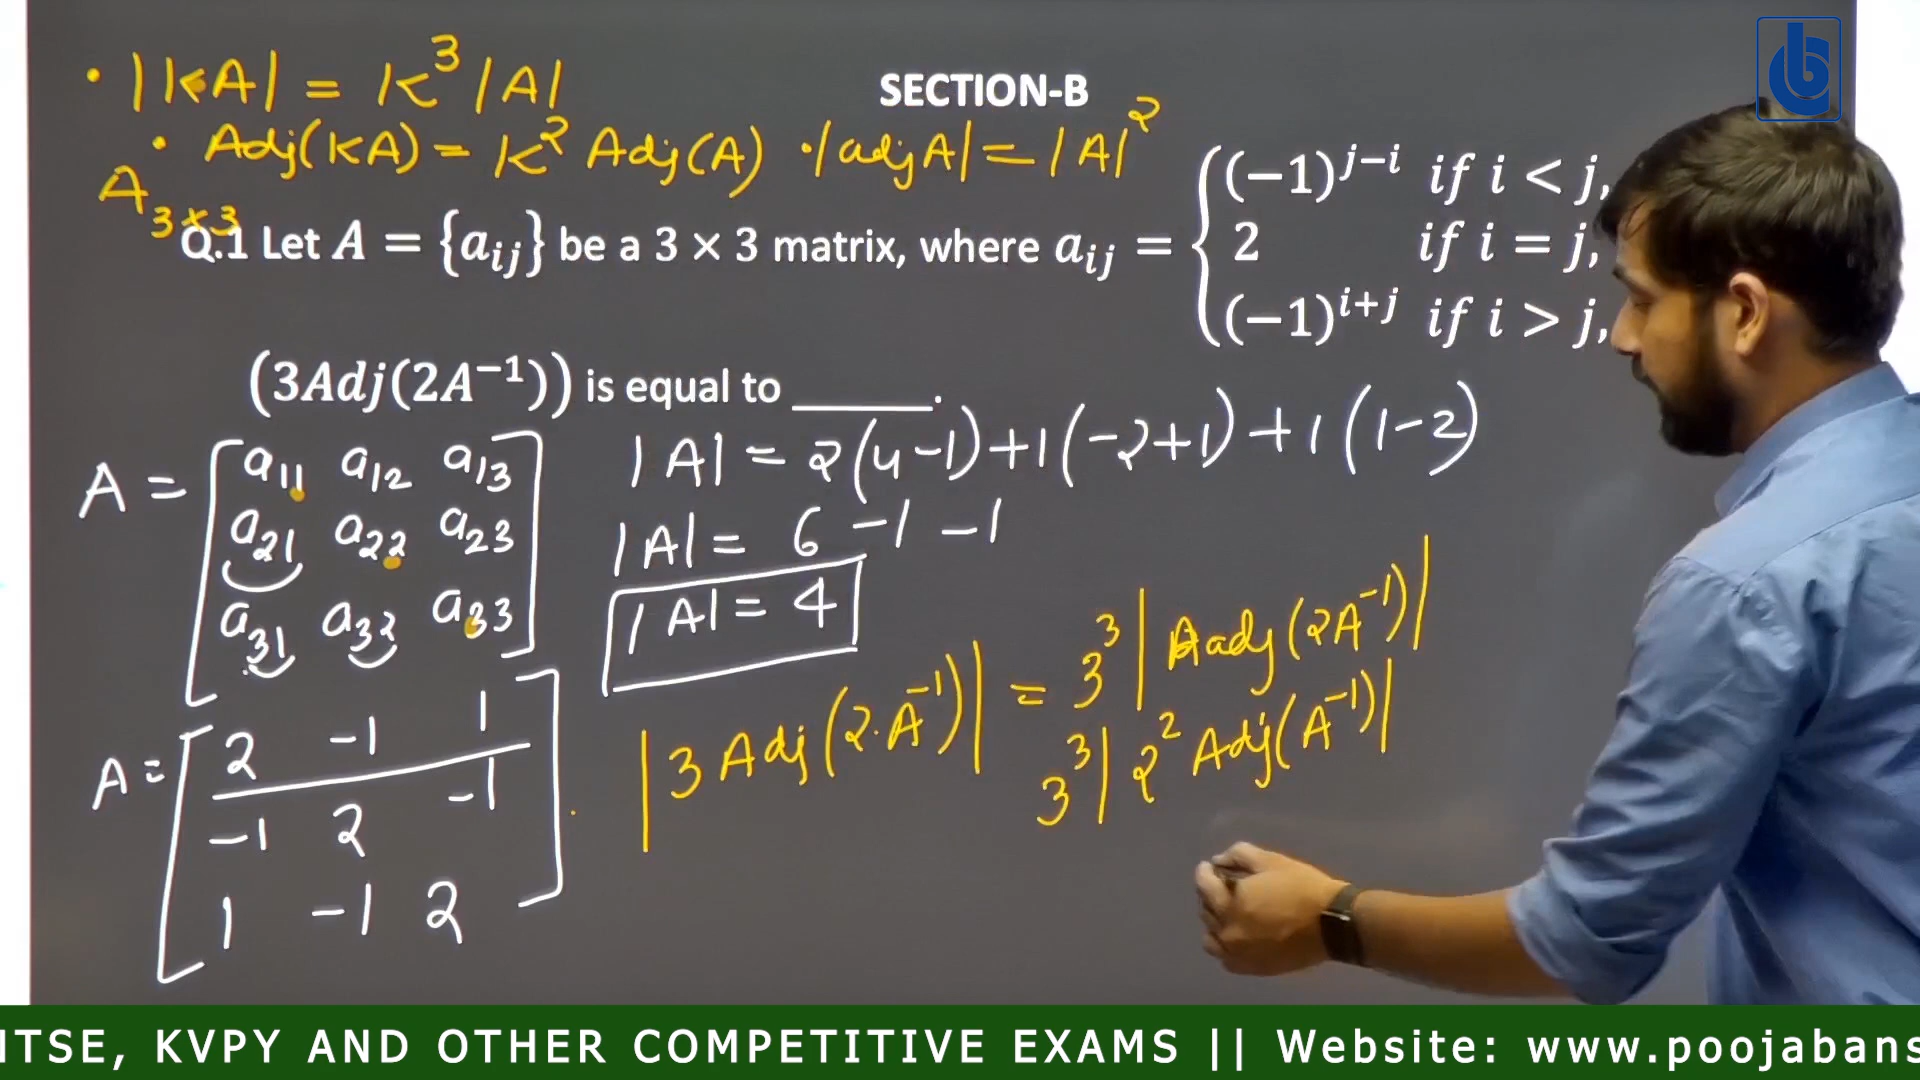 • |KA| = K³ |A|
SECTION-B
• Adj(KA) = K² Adj(A) • |adjA| = |A|²
A₃ₓ₃
Q.1 Let A = {aᵢⱼ} be a 3 × 3 matrix, where aᵢⱼ = { (−1)ʲ⁻ⁱ if i < j,
2 if i = j,
(−1)ⁱ⁺ʲ if i > j,
(3Adj(2A⁻¹)) is equal to ______.
A = [ a₁₁ a₁₂ a₁₃
a₂₁ a₂₂ a₂₃
a₃₁ a₃₂ a₃₃ ]
|A| = 2(4−1)+1(−2+1)+1(1−2)
|A| = 6 −1 −1
|A| = 4
A = [ 2 −1 1
−1 2 −1
1 −1 2 ]
|3 Adj(2.A⁻¹)| = 3³ |adj(2A⁻¹)|
3³ |2² Adj(A⁻¹)|
ITSE, KVPY AND OTHER COMPETITIVE EXAMS || Website: www.poojabans